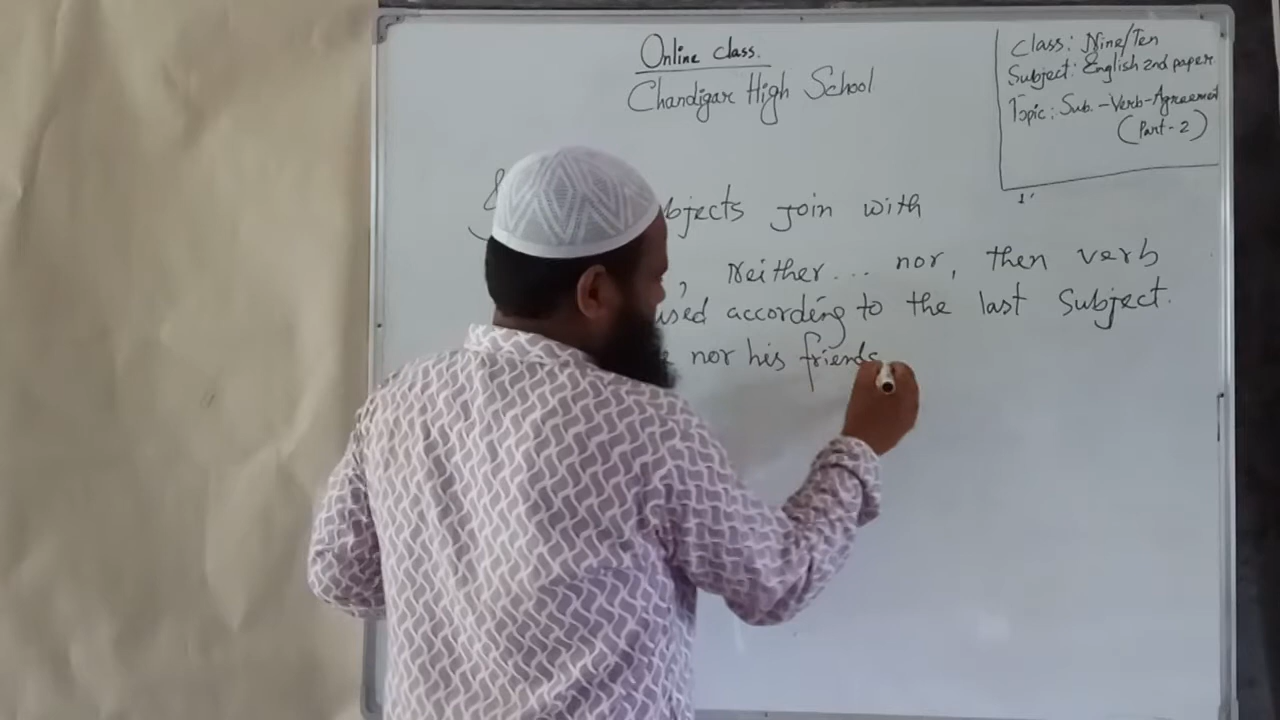 Online class.
Chandigar High School
Class: Nine/Ten
Subject: English 2nd paper
Topic: Sub.-Verb-Agreement
(Part-2)
bjects join with
, Neither... nor, then verb
used according to the last subject.
nor his friends